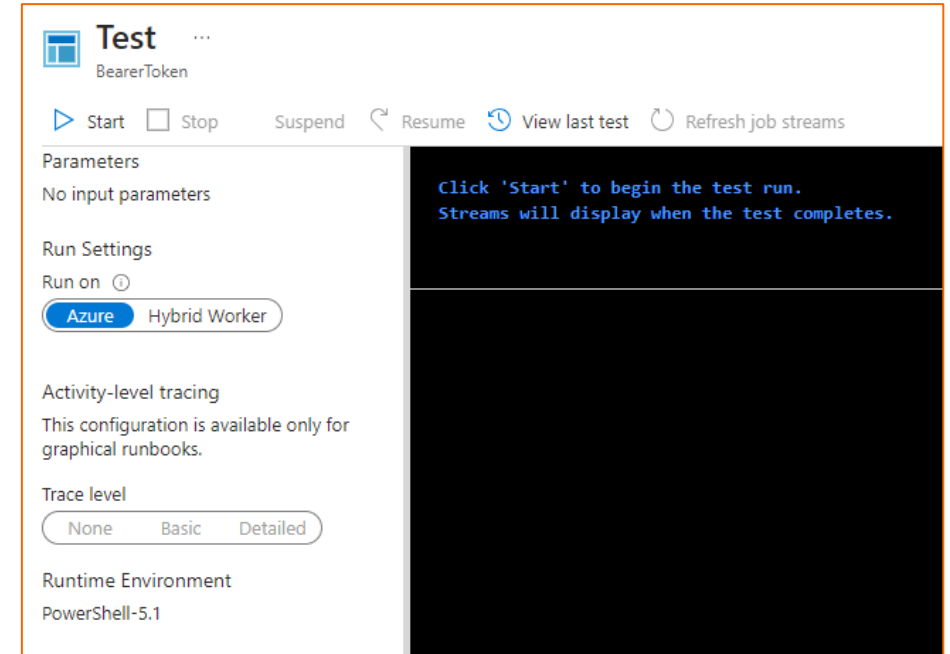 Test ...
BearerToken
Start Stop Suspend Resume View last test Refresh job streams
Parameters
No input parameters
Run Settings
Run on
Azure Hybrid Worker
Activity-level tracing
This configuration is available only for
graphical runbooks.
Trace level
None Basic Detailed
Runtime Environment
PowerShell-5.1
Click 'Start' to begin the test run.
Streams will display when the test completes.